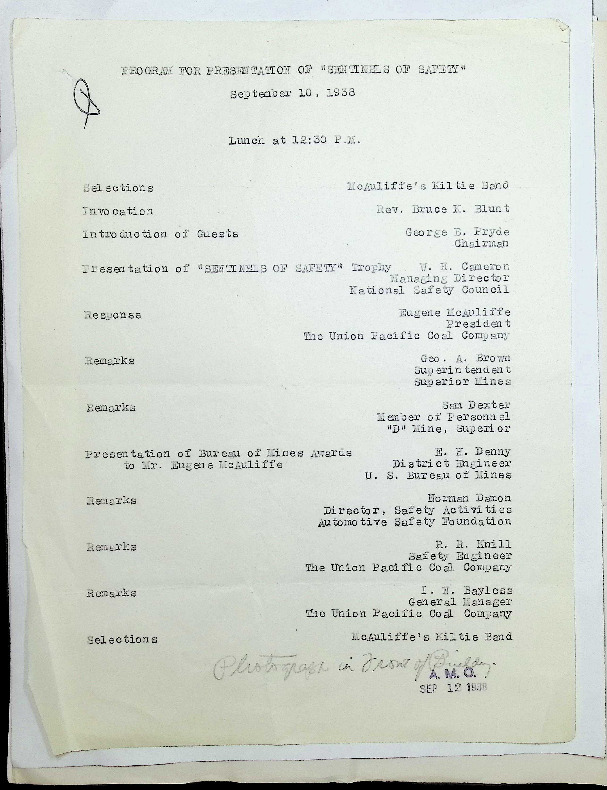 PROGRAM FOR PRESENTATION OF "SENTINELS OF SAFETY"
September 10, 1938
Lunch at 12:30 P.M.
Selections McAuliffe's Kiltie Band
Invocation Rev. Bruce M. Blunt
Introduction of Guests George E. Pryde
Chairman
Presentation of "SENTINELS OF SAFETY" Trophy W. H. Cameron
Managing Director
National Safety Council
Response Eugene McAuliffe
President
The Union Pacific Coal Company
Remarks Geo. A. Brown
Superintendent
Superior Mines
Remarks Sam Dexter
Member of Personnel
"D" Mine, Superior
Presentation of Bureau of Mines Awards E. H. Denny
to Mr. Eugene McAuliffe District Engineer
U. S. Bureau of Mines
Remarks Norman Damon
Director, Safety Activities
Automotive Safety Foundation
Remarks R. R. Knill
Safety Engineer
The Union Pacific Coal Company
Remarks I. N. Bayless
General Manager
The Union Pacific Coal Company
Selections McAuliffe's Kiltie Band
Photograph in Front of Building.
A. M. O.
SEP 12 1938